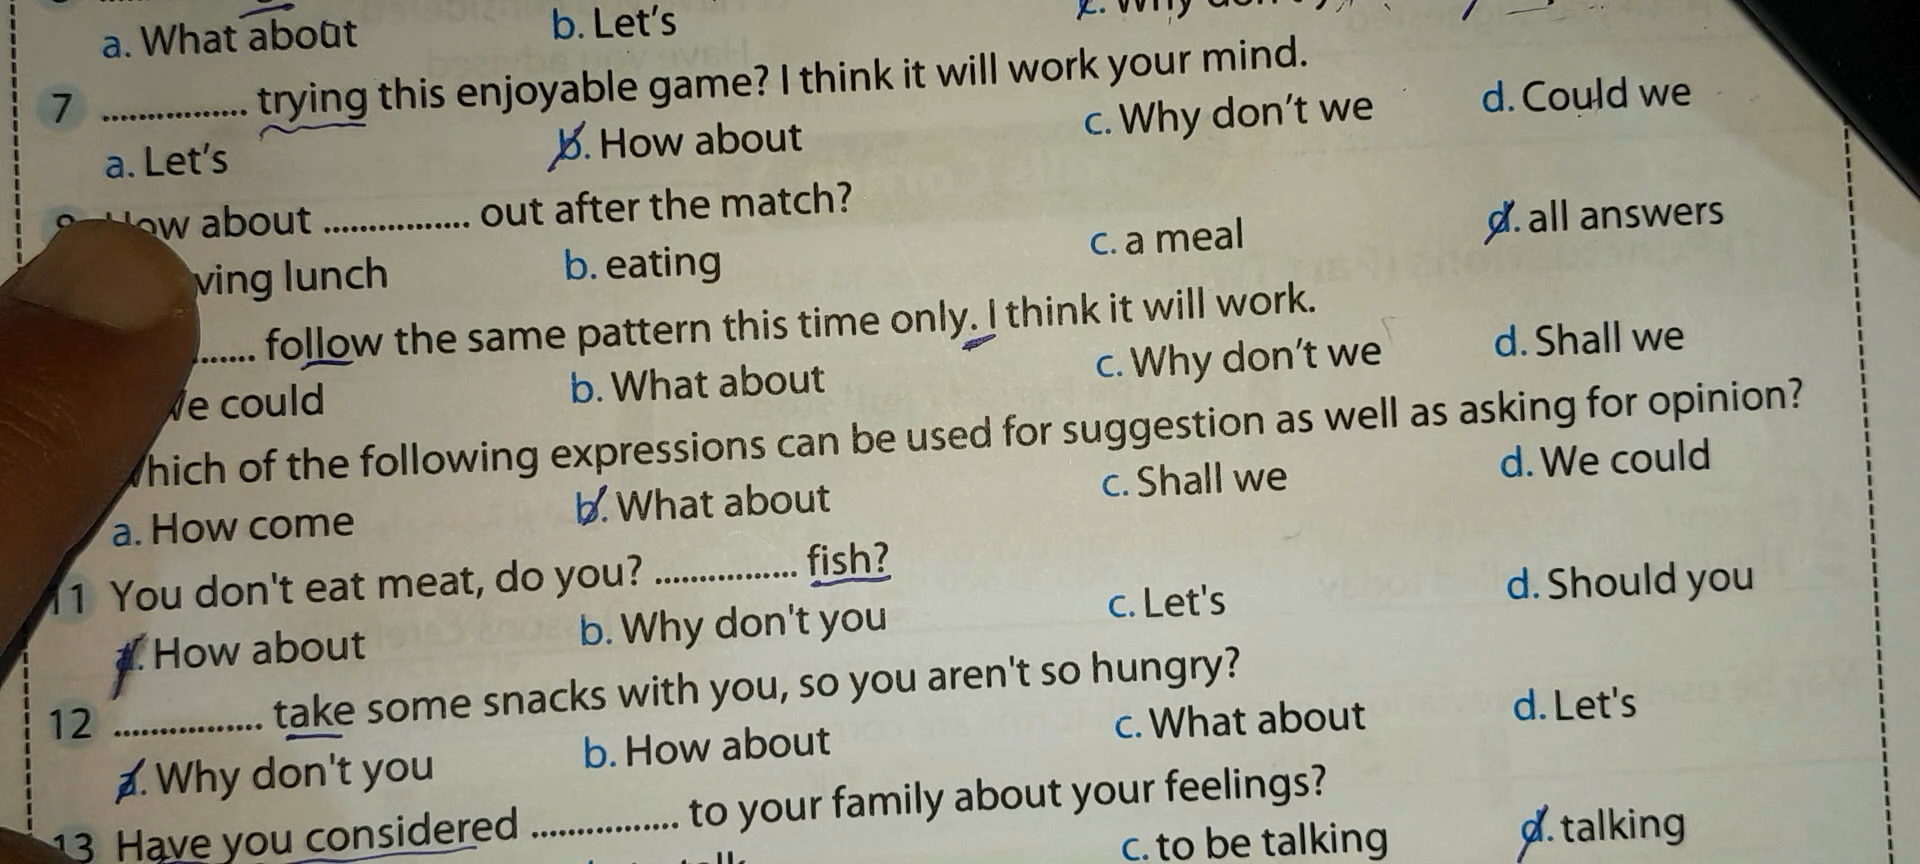 a. What about b. Let's c. Why
7 ................ trying this enjoyable game? I think it will work your mind.
a. Let's b. How about c. Why don't we d. Could we
How about ................ out after the match?
ving lunch b. eating c. a meal d. all answers
....... follow the same pattern this time only. I think it will work.
We could b. What about c. Why don't we d. Shall we
Which of the following expressions can be used for suggestion as well as asking for opinion?
a. How come b. What about c. Shall we d. We could
11 You don't eat meat, do you? ................ fish?
a. How about b. Why don't you c. Let's d. Should you
12 ................ take some snacks with you, so you aren't so hungry?
a. Why don't you b. How about c. What about d. Let's
13 Have you considered ................ to your family about your feelings?
c. to be talking d. talking